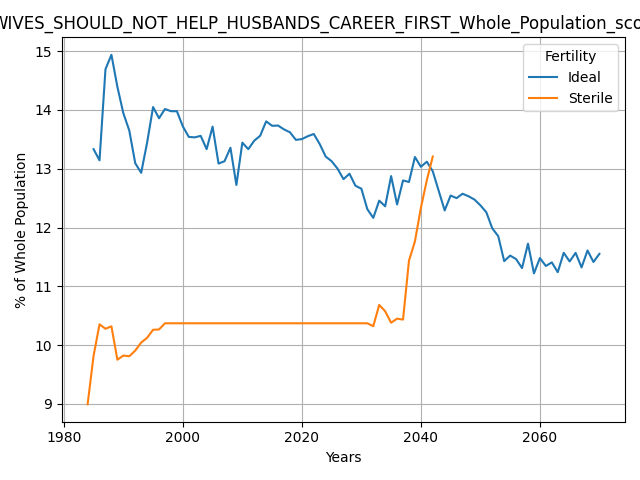 WIVES_SHOULD_NOT_HELP_HUSBANDS_CAREER_FIRST_Whole_Population_sco
Fertility
Ideal
Sterile
% of Whole Population
15
14
13
12
11
10
9
1980
2000
2020
2040
2060
Years